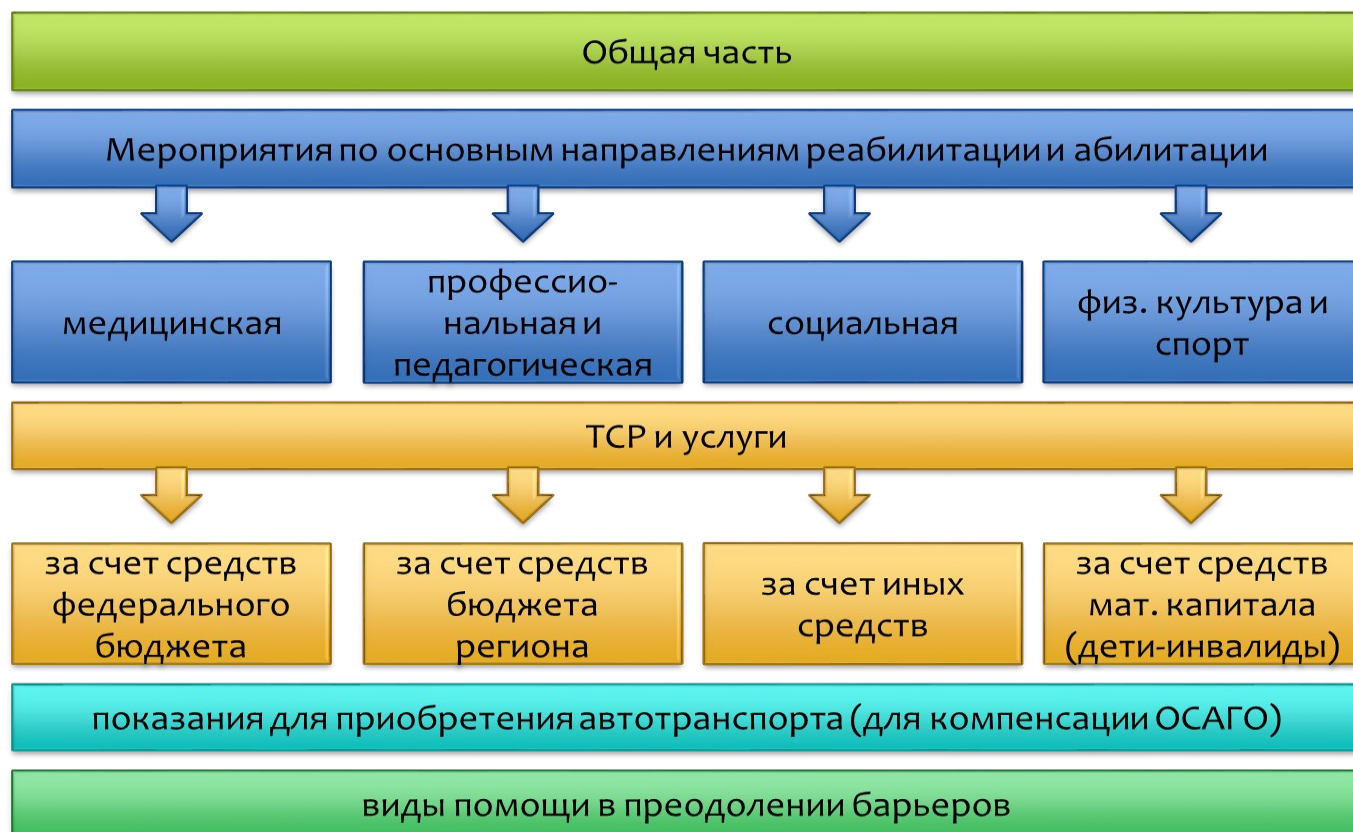 Общая часть
Мероприятия по основным направлениям реабилитации и абилитации
медицинская
профессио-
нальная и
педагогическая
социальная
физ. культура и
спорт
ТСР и услуги
за счет средств
федерального
бюджета
за счет средств
бюджета
региона
за счет иных
средств
за счет средств
мат. капитала
(дети-инвалиды)
показания для приобретения автотранспорта (для компенсации ОСАГО)
виды помощи в преодолении барьеров